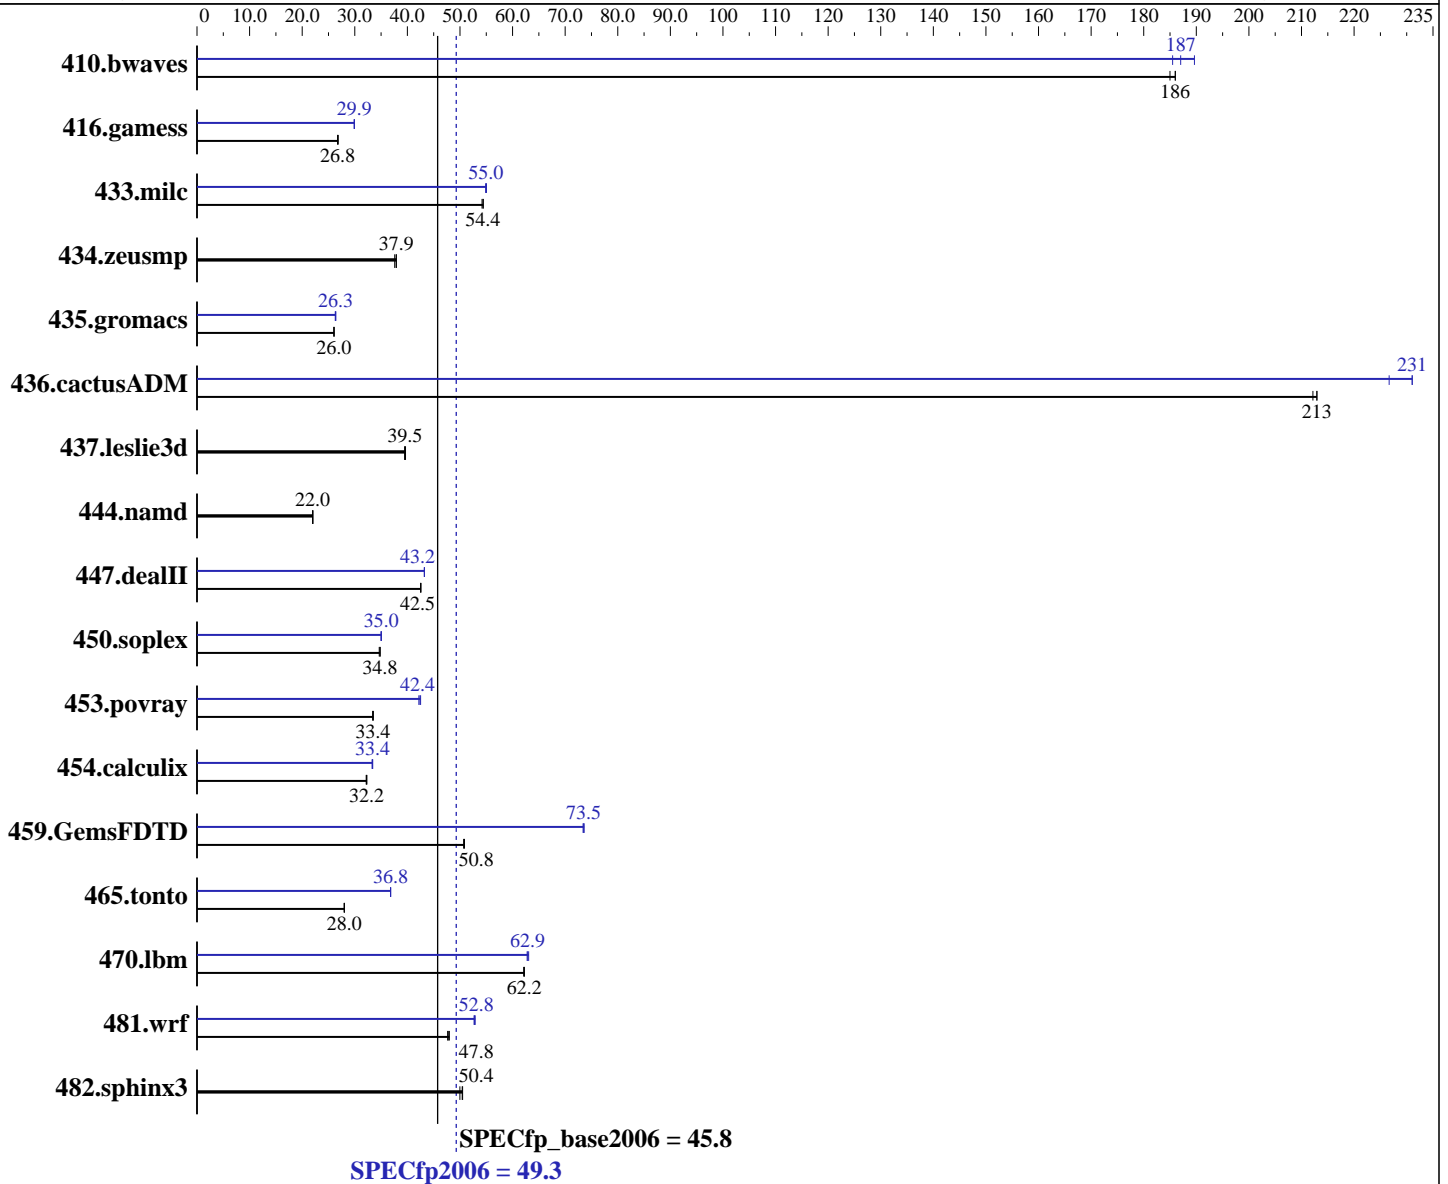 0 10.0 20.0 30.0 40.0 50.0 60.0 70.0 80.0 90.0 100 110 120 130 140 150 160 170 180 190 200 210 220 235
187
410.bwaves
186
29.9
416.gamess
26.8
55.0
433.milc
54.4
37.9
434.zeusmp
26.3
435.gromacs
26.0
231
436.cactusADM
213
39.5
437.leslie3d
22.0
444.namd
43.2
447.dealII
42.5
35.0
450.soplex
34.8
42.4
453.povray
33.4
33.4
454.calculix
32.2
73.5
459.GemsFDTD
50.8
36.8
465.tonto
28.0
62.9
470.lbm
62.2
52.8
481.wrf
47.8
50.4
482.sphinx3
SPECfp_base2006 = 45.8
SPECfp2006 = 49.3